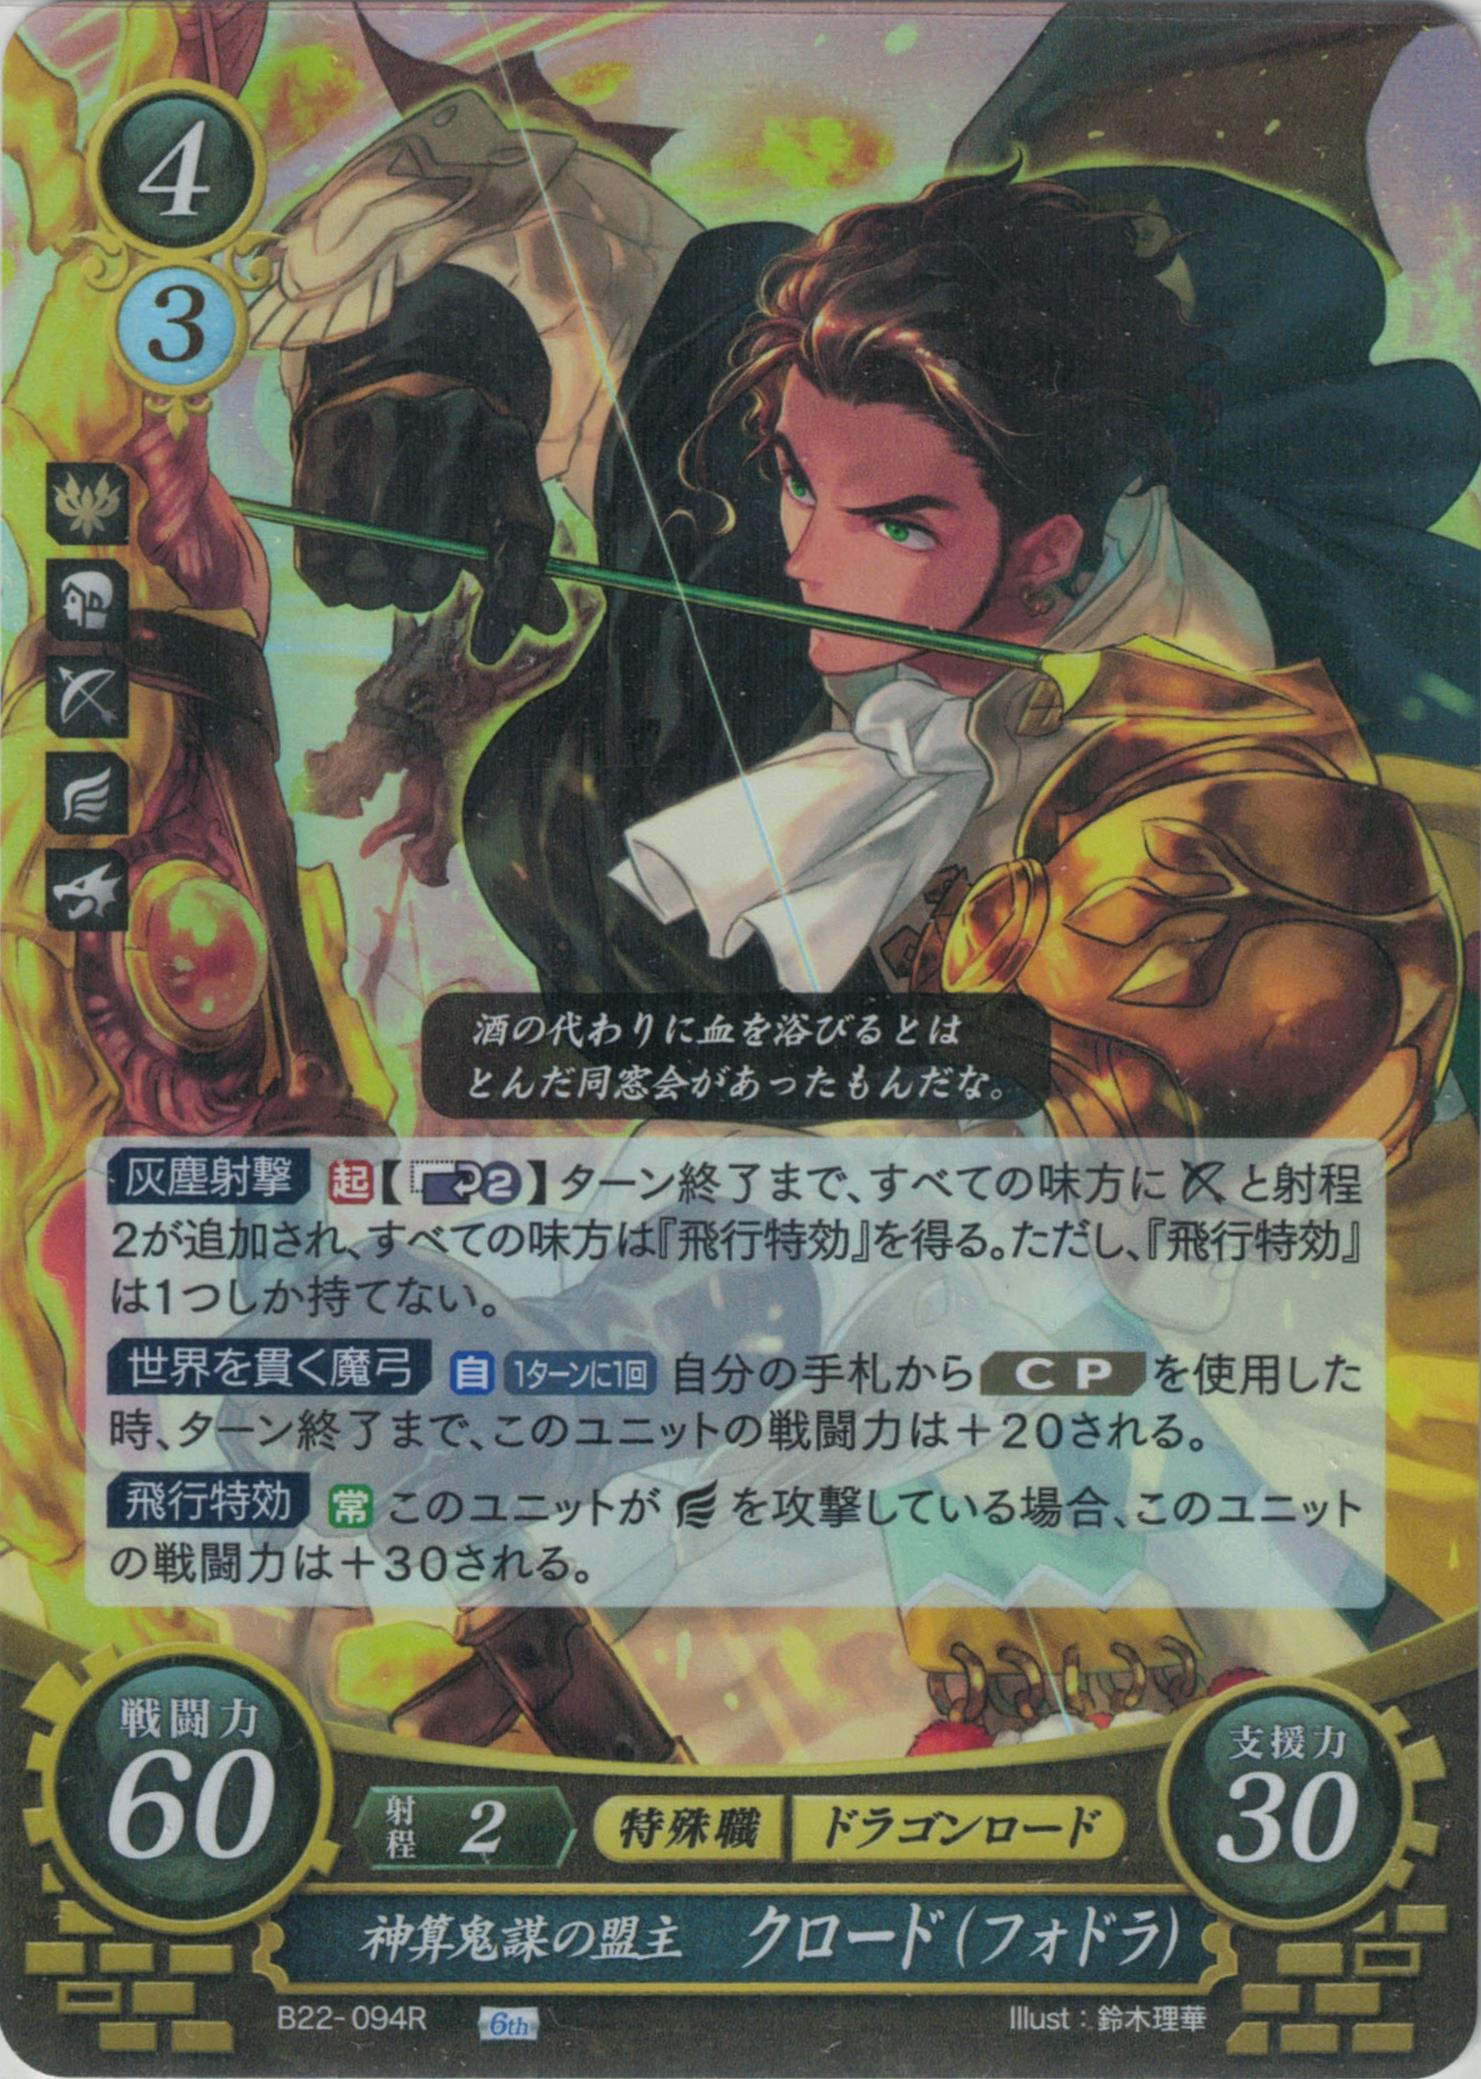 4
3
酒の代わりに血を浴びるとは
とんだ同窓会があったもんだな。
灰塵射撃 起【2】ターン終了まで、すべての味方にと射程
2が追加され、すべての味方は『飛行特効』を得る。ただし、『飛行特効』
は1つしか持てない。
世界を貫く魔弓 自 1ターンに1回 自分の手札からCPを使用した
時、ターン終了まで、このユニットの戦闘力は＋20される。
飛行特効 常 このユニットがを攻撃している場合、このユニット
の戦闘力は＋30される。
戦闘力
60
射程 2
特殊職 ドラゴンロード
支援力
30
神算鬼謀の盟主 クロード(フォドラ)
B22-094R 6th Illust：鈴木理華